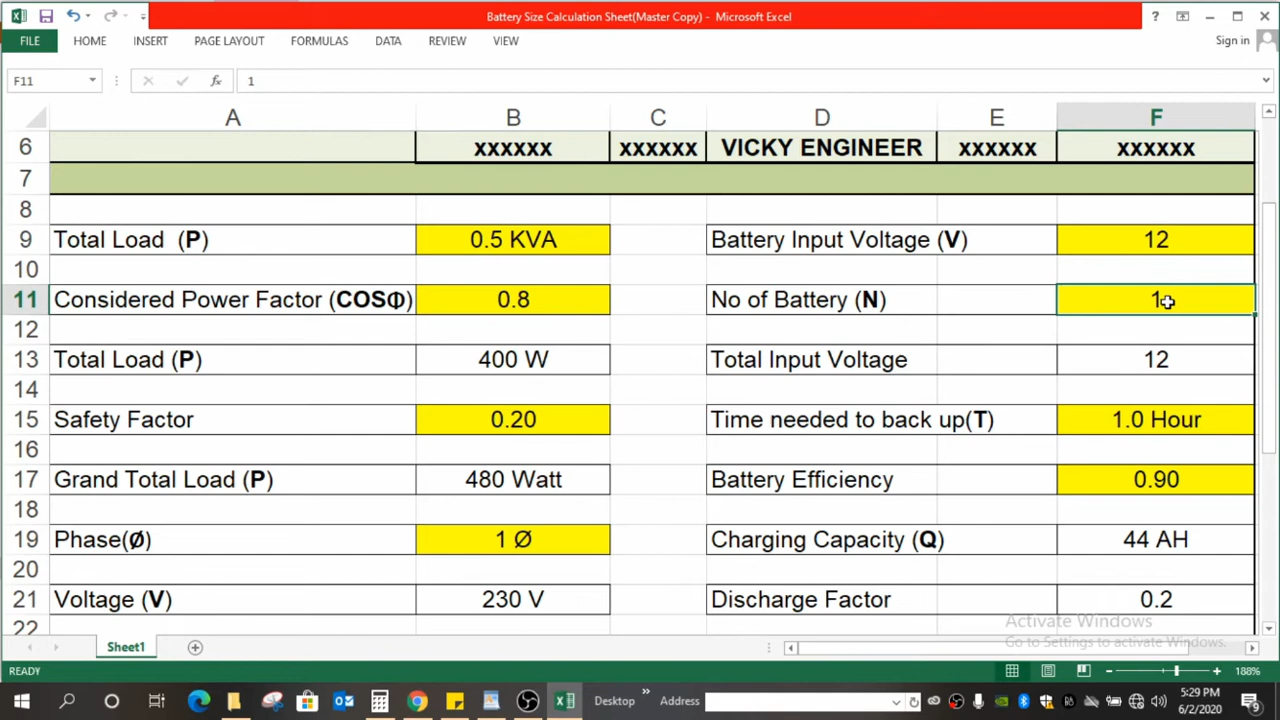 Battery Size Calculation Sheet(Master Copy) - Microsoft Excel
FILE HOME INSERT PAGE LAYOUT FORMULAS DATA REVIEW VIEW Sign in
F11 fx 1
A B C D E F
6 xxxxxx xxxxxx VICKY ENGINEER xxxxxx xxxxxx
7
8
9 Total Load (P) 0.5 KVA Battery Input Voltage (V) 12
10
11 Considered Power Factor (COSΦ) 0.8 No of Battery (N) 1
12
13 Total Load (P) 400 W Total Input Voltage 12
14
15 Safety Factor 0.20 Time needed to back up(T) 1.0 Hour
16
17 Grand Total Load (P) 480 Watt Battery Efficiency 0.90
18
19 Phase(Ø) 1 Ø Charging Capacity (Q) 44 AH
20
21 Voltage (V) 230 V Discharge Factor 0.2
22
Activate Windows
Go to Settings to activate Windows.
Sheet1
READY 188%
Desktop » Address 5:29 PM
6/2/2020 9